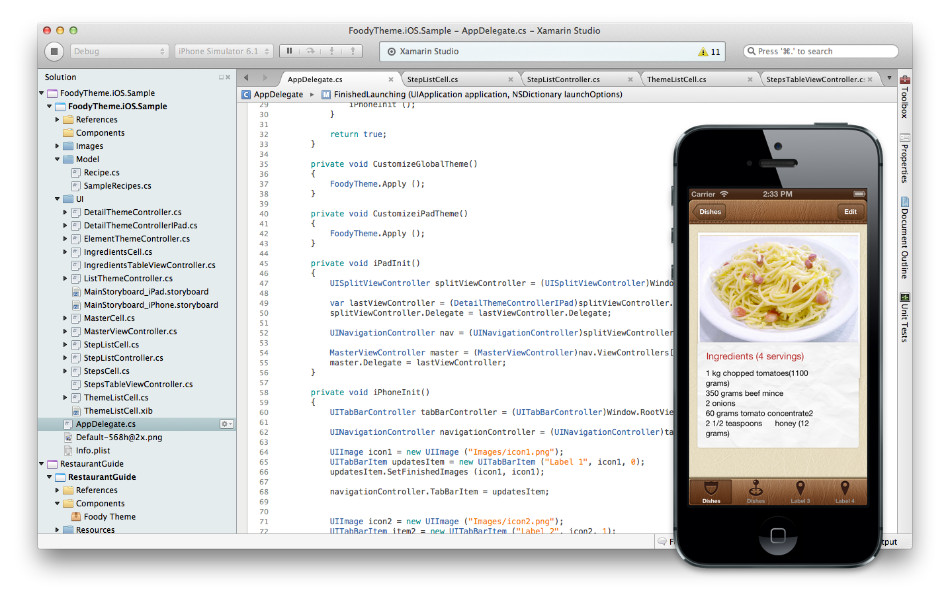 FoodyTheme.iOS.Sample – AppDelegate.cs – Xamarin Studio
Debug
iPhone Simulator 6.1
Xamarin Studio
11
Press '⌘.' to search
Solution
FoodyTheme.iOS.Sample
FoodyTheme.iOS.Sample
References
Components
Images
Model
Recipe.cs
SampleRecipes.cs
UI
DetailThemeController.cs
DetailThemeControllerIPad.cs
ElementThemeController.cs
IngredientsCell.cs
IngredientsTableViewController.cs
ListThemeController.cs
MainStoryboard_iPad.storyboard
MainStoryboard_iPhone.storyboard
MasterCell.cs
MasterViewController.cs
StepListCell.cs
StepListController.cs
StepsCell.cs
StepsTableViewController.cs
ThemeListCell.cs
ThemeListCell.xib
AppDelegate.cs
Default-568h@2x.png
Info.plist
RestaurantGuide
RestaurantGuide
References
Components
Foody Theme
Resources
AppDelegate.cs
StepListCell.cs
StepListController.cs
ThemeListCell.cs
StepsTableViewController.cs
AppDelegate
FinishedLaunching (UIApplication application, NSDictionary launchOptions)
29 iPhoneInit ();
30 }
31
32 return true;
33 }
34
35 private void CustomizeGlobalTheme()
36 {
37 FoodyTheme.Apply ();
38 }
39
40 private void CustomizeiPadTheme()
41 {
42 FoodyTheme.Apply ();
43 }
44
45 private void iPadInit()
46 {
47 UISplitViewController splitViewController = (UISplitViewController)Window
48
49 var lastViewController = (DetailThemeControllerIPad)splitViewController.
50 splitViewController.Delegate = lastViewController;
51
52 UINavigationController nav = (UINavigationController)splitViewController
53
54 MasterViewController master = (MasterViewController)nav.ViewControllers[
55 master.Delegate = lastViewController;
56 }
57
58 private void iPhoneInit()
59 {
60 UITabBarController tabBarController = (UITabBarController)Window.RootView
61
62 UINavigationController navigationController = (UINavigationController)ta
63
64 UIImage icon1 = new UIImage ("Images/icon1.png");
65 UITabBarItem updatesItem = new UITabBarItem ("Label 1", icon1, 0);
66 updatesItem.SetFinishedImages (icon1, icon1);
67
68 navigationController.TabBarItem = updatesItem;
70
71 UIImage icon2 = new UIImage ("Images/icon2.png");
72 UITabBarItem item2 = new UITabBarItem ("Label 2", icon2, 1);
Toolbox
Properties
Document Outline
Unit Tests
Carrier
2:33 PM
Dishes
Edit
Ingredients (4 servings)
1 kg chopped tomatoes(1100
grams)
350 grams beef mince
2 onions
60 grams tomato concentrate2
2 1/2 teaspoons honey (12
grams)
Dishes
Dishes
Label 3
Label 4